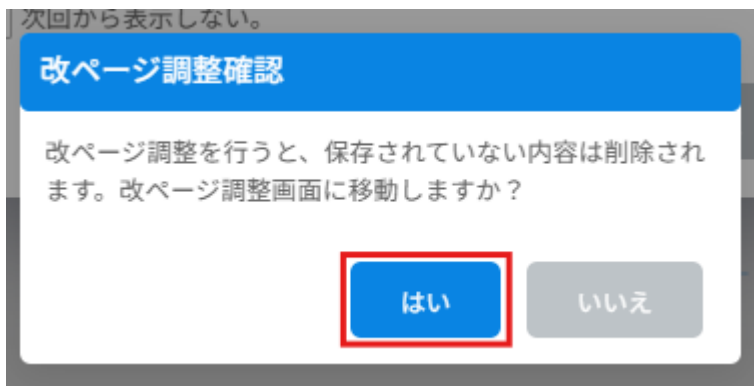 次回から表示しない。
改ページ調整確認
改ページ調整を行うと、保存されていない内容は削除され
ます。改ページ調整画面に移動しますか？
はい
いいえ